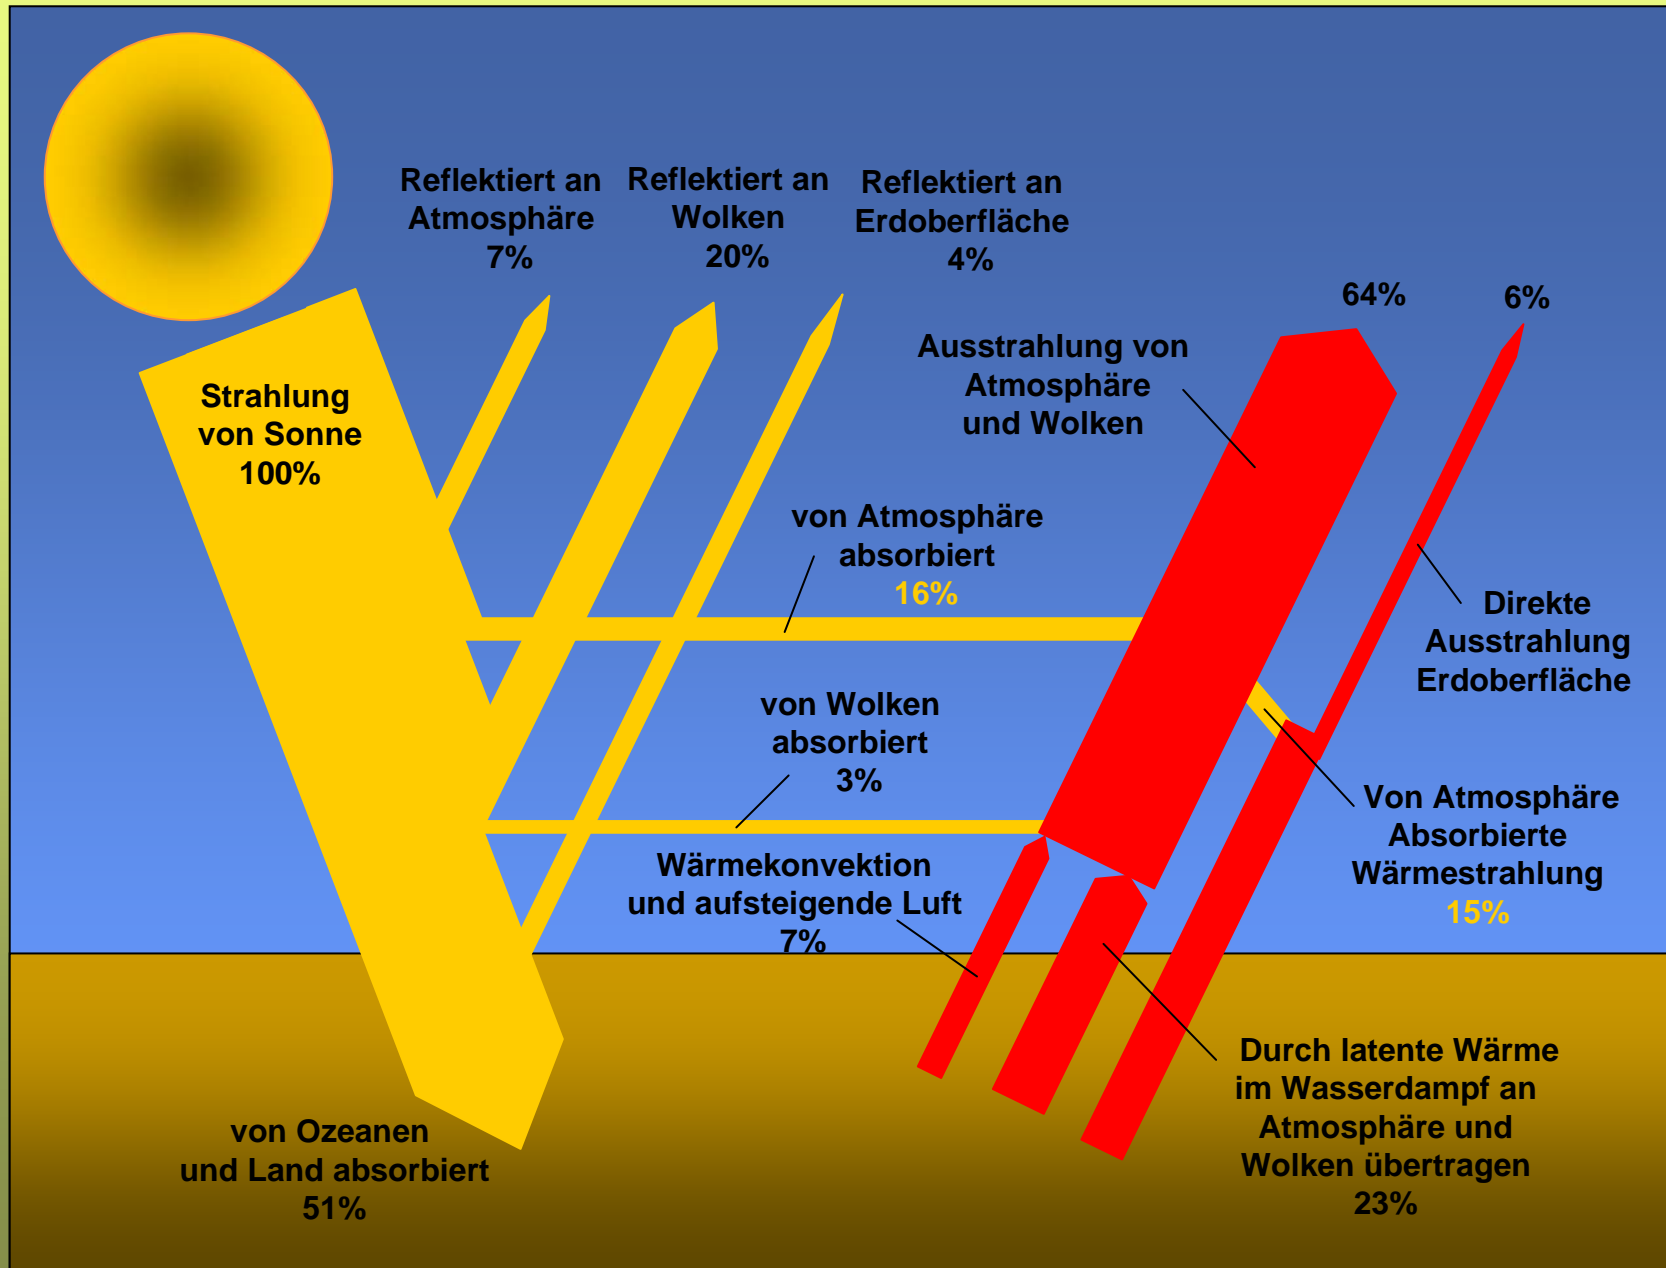 Reflektiert an
Atmosphäre
7%
Reflektiert an
Wolken
20%
Reflektiert an
Erdoberfläche
4%
64%
6%
Ausstrahlung von
Atmosphäre
und Wolken
Strahlung
von Sonne
100%
von Atmosphäre
absorbiert
16%
Direkte
Ausstrahlung
Erdoberfläche
von Wolken
absorbiert
3%
Von Atmosphäre
Absorbierte
Wärmestrahlung
15%
Wärmekonvektion
und aufsteigende Luft
7%
Durch latente Wärme
im Wasserdampf an
Atmosphäre und
Wolken übertragen
23%
von Ozeanen
und Land absorbiert
51%